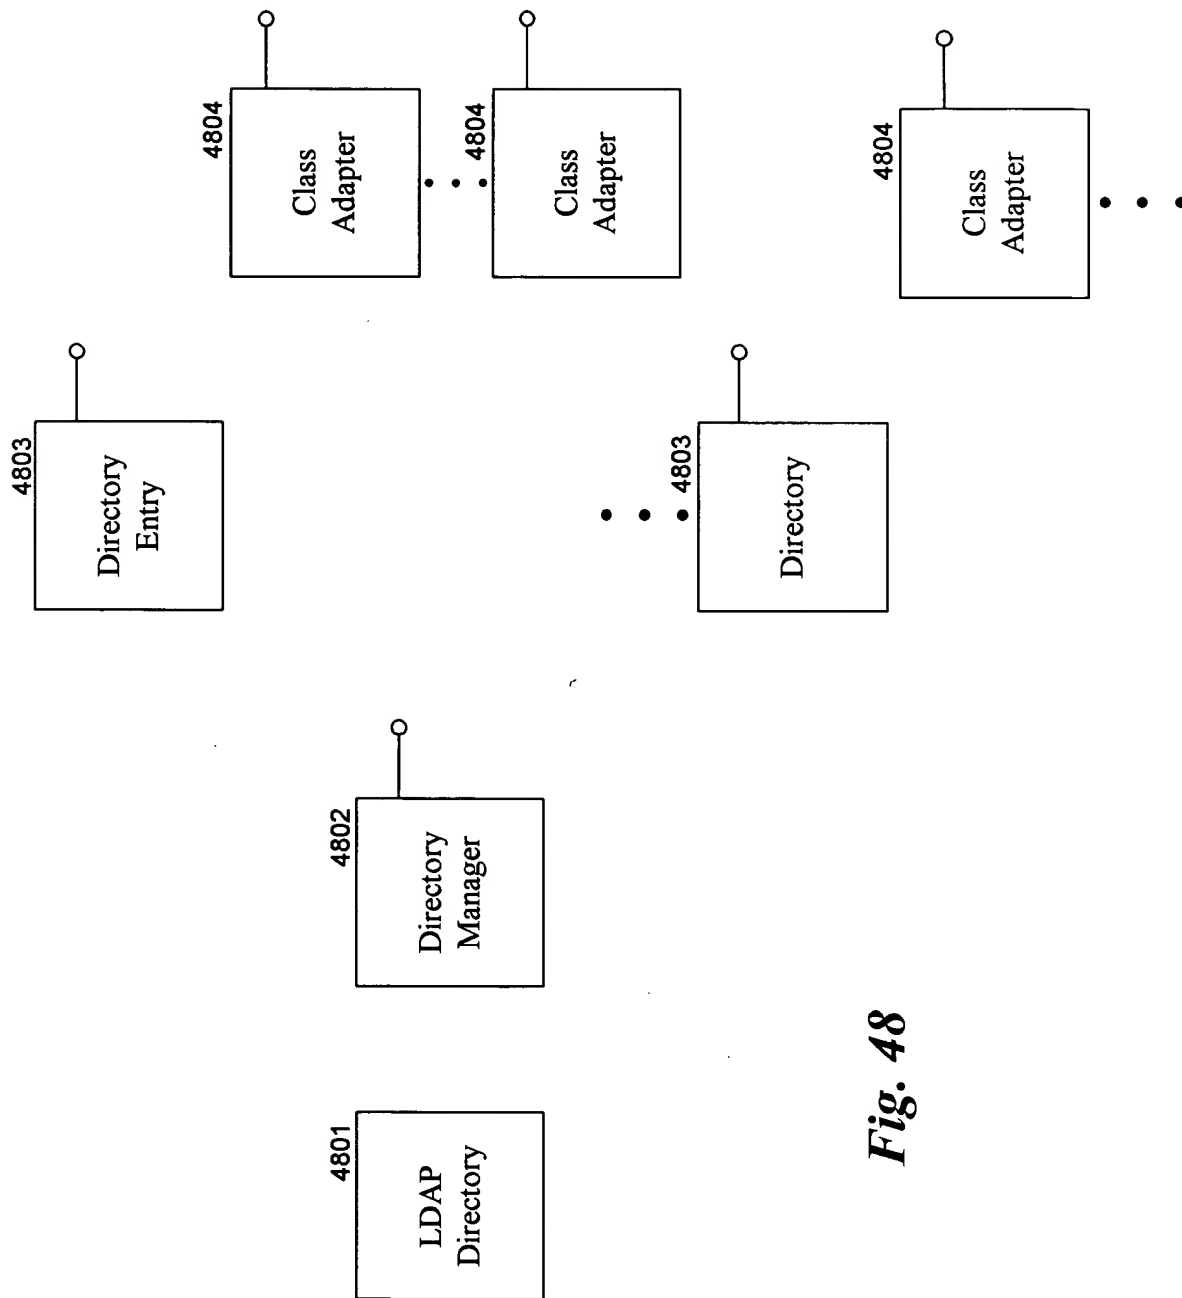 4803
Directory
Entry
4804
Class
Adapter
4801
LDAP
Directory
4802
Directory
Manager
4804
Class
Adapter
4803
Directory
4804
Class
Adapter
Fig. 48